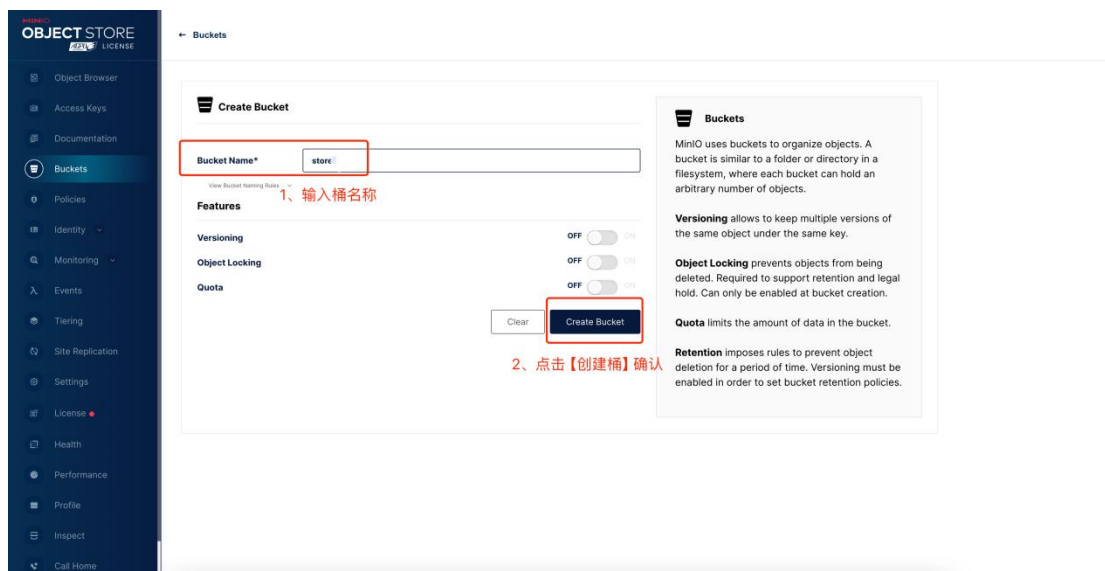 MINIO
OBJECT STORE
LICENSE
Object Browser
Access Keys
Documentation
Buckets
Policies
Identity
Monitoring
Events
Tiering
Site Replication
Settings
License
Health
Performance
Profile
Inspect
Call Home
← Buckets
Create Bucket
Bucket Name*
store
View Bucket Naming Rules
1、输入桶名称
Features
Versioning
OFF ON
Object Locking
OFF ON
Quota
OFF ON
Clear
Create Bucket
2、点击【创建桶】确认
Buckets
MinIO uses buckets to organize objects. A
bucket is similar to a folder or directory in a
filesystem, where each bucket can hold an
arbitrary number of objects.
Versioning allows to keep multiple versions of
the same object under the same key.
Object Locking prevents objects from being
deleted. Required to support retention and legal
hold. Can only be enabled at bucket creation.
Quota limits the amount of data in the bucket.
Retention imposes rules to prevent object
deletion for a period of time. Versioning must be
enabled in order to set bucket retention policies.